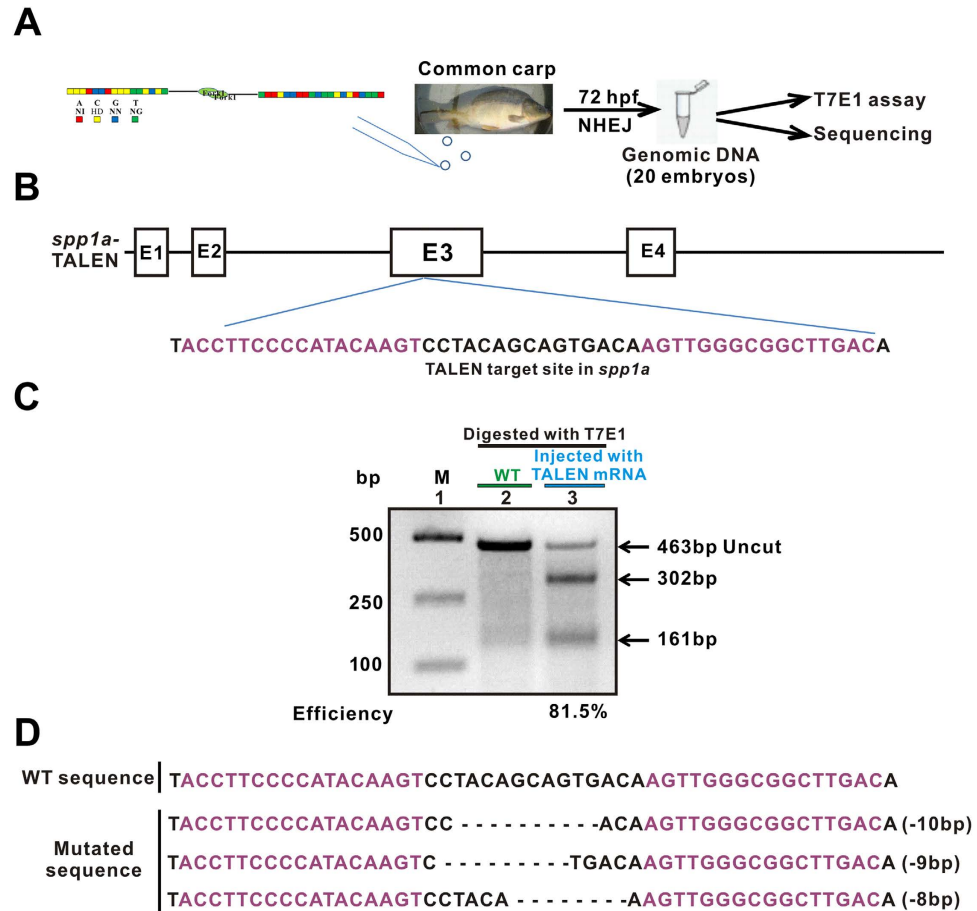 A
Common carp
ForkI
ForkI
A C G T
NI HD NN NG
72 hpf
NHEJ
T7E1 assay
Sequencing
Genomic DNA
(20 embryos)
B
spp1a-
TALEN
E1 E2 E3 E4
TACCTTCCCCATACAAGTCCTACAGCAGTGACAAGTTGGGCGGCTTGACA
TALEN target site in spp1a
C
Digested with T7E1
bp M WT Injected with
TALEN mRNA
1 2 3
500
250
100
463bp Uncut
302bp
161bp
Efficiency 81.5%
D
WT sequence TACCTTCCCCATACAAGTCCTACAGCAGTGACAAGTTGGGCGGCTTGACA
Mutated
sequence
TACCTTCCCCATACAAGTCC - - - - - - - - - -ACAAGTTGGGCGGCTTGACA (-10bp)
TACCTTCCCCATACAAGTC - - - - - - - - -TGACAAGTTGGGCGGCTTGACA (-9bp)
TACCTTCCCCATACAAGTCCTACA - - - - - - - -AAGTTGGGCGGCTTGACA (-8bp)